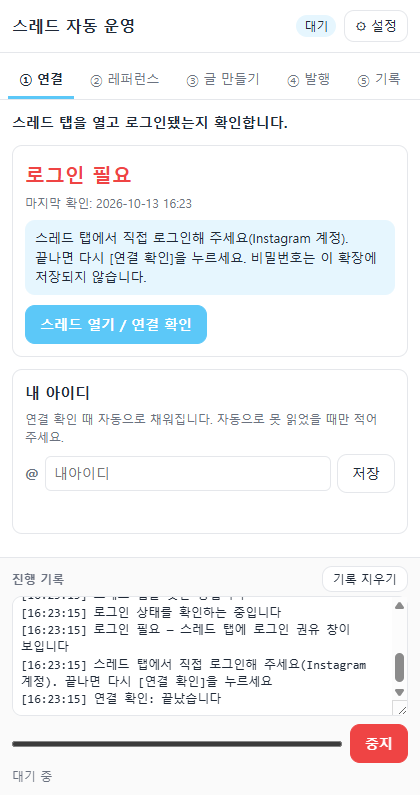 스레드 자동 운영
대기
⚙ 설정
① 연결
② 레퍼런스
③ 글 만들기
④ 발행
⑤ 기록
스레드 탭을 열고 로그인됐는지 확인합니다.
로그인 필요
마지막 확인: 2026-10-13 16:23
스레드 탭에서 직접 로그인해 주세요(Instagram 계정).
끝나면 다시 [연결 확인]을 누르세요. 비밀번호는 이 확장에
저장되지 않습니다.
스레드 열기 / 연결 확인
내 아이디
연결 확인 때 자동으로 채워집니다. 자동으로 못 읽었을 때만 적어
주세요.
@ 내아이디
저장
진행 기록
기록 지우기
[16:23:15] 로그인 상태를 확인하는 중입니다
[16:23:15] 로그인 필요 — 스레드 탭에 로그인 권유 창이
보입니다
[16:23:15] 스레드 탭에서 직접 로그인해 주세요(Instagram
계정). 끝나면 다시 [연결 확인]을 누르세요
[16:23:15] 연결 확인: 끝났습니다
중지
대기 중